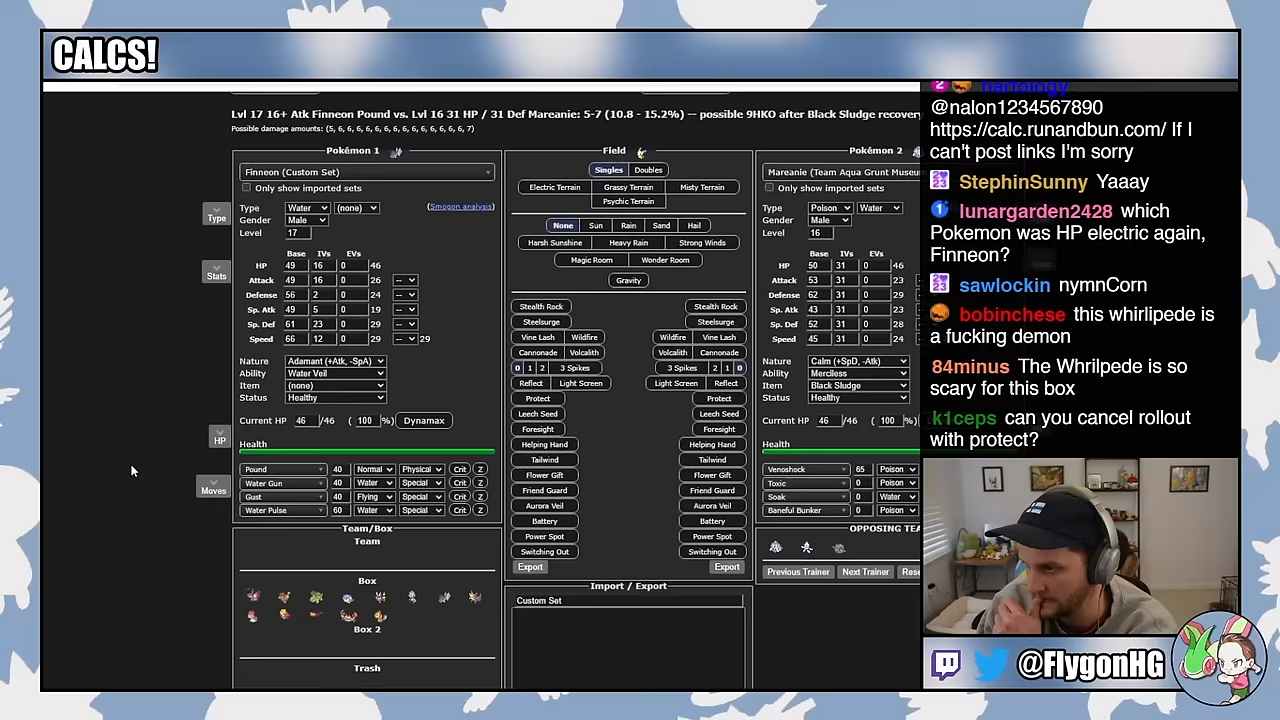 CALCS!
Lvl 17 16+ Atk Finneon Pound vs. Lvl 16 31 HP / 31 Def Mareanie: 5-7 (10.8 - 15.2%) -- possible 9HKO after Black Sludge recovery
Possible damage amounts: (5, 6, 6, 6, 6, 6, 6, 6, 6, 6, 6, 6, 6, 6, 6, 7)
Pokémon 1
Finneon (Custom Set)
Only show imported sets
Type Water (none) (Smogon analysis)
Gender Male
Level 17
Base IVs EVs
HP 49 16 0 46
Attack 49 16 0 26 --
Defense 56 2 0 24 --
Sp. Atk 49 5 0 19 --
Sp. Def 61 23 0 29 --
Speed 66 12 0 29 -- 29
Nature Adamant (+Atk, -SpA)
Ability Water Veil
Item (none)
Status Healthy
Current HP 46 /46 ( 100 %) Dynamax
Health
Pound 40 Normal Physical Crit Z
Water Gun 40 Water Special Crit Z
Gust 40 Flying Special Crit Z
Water Pulse 60 Water Special Crit Z
Type
Stats
HP
Moves
Team/Box
Team
Box
Box 2
Trash
Field
Singles Doubles
Electric Terrain Grassy Terrain Misty Terrain
Psychic Terrain
None Sun Rain Sand Hail
Harsh Sunshine Heavy Rain Strong Winds
Magic Room Wonder Room
Gravity
Stealth Rock Stealth Rock
Steelsurge Steelsurge
Vine Lash Wildfire Wildfire Vine Lash
Cannonade Volcalith Volcalith Cannonade
0 1 2 3 Spikes 3 Spikes 2 1 0
Reflect Light Screen Light Screen Reflect
Protect Protect
Leech Seed Leech Seed
Foresight Foresight
Helping Hand Helping Hand
Tailwind Tailwind
Flower Gift Flower Gift
Friend Guard Friend Guard
Aurora Veil Aurora Veil
Battery Battery
Power Spot Power Spot
Switching Out Switching Out
Export Export
Import / Export
Custom Set
Pokémon 2
Mareanie (Team Aqua Grunt Museu
Only show imported sets
Type Poison Water
Gender Male
Level 16
Base IVs EVs
HP 50 31 0 46
Attack 53 31 0 23
Defense 62 31 0 29
Sp. Atk 43 31 0 23
Sp. Def 52 31 0 28
Speed 45 31 0 24
Nature Calm (+SpD, -Atk)
Ability Merciless
Item Black Sludge
Status Healthy
Current HP 46 /46 ( 100 %)
Health
Venoshock 65 Poison
Toxic 0 Poison
Soak 0 Water
Baneful Bunker 0 Poison
OPPOSING TEA
Previous Trainer Next Trainer Rese
@nalon1234567890
https://calc.runandbun.com/ If I
can't post links I'm sorry
StephinSunny Yaaay
lunargarden2428 which
Pokemon was HP electric again,
Finneon?
sawlockin nymnCorn
bobinchese this whirlipede is
a fucking demon
84minus The Whrilpede is so
scary for this box
k1ceps can you cancel rollout
with protect?
@FlygonHG